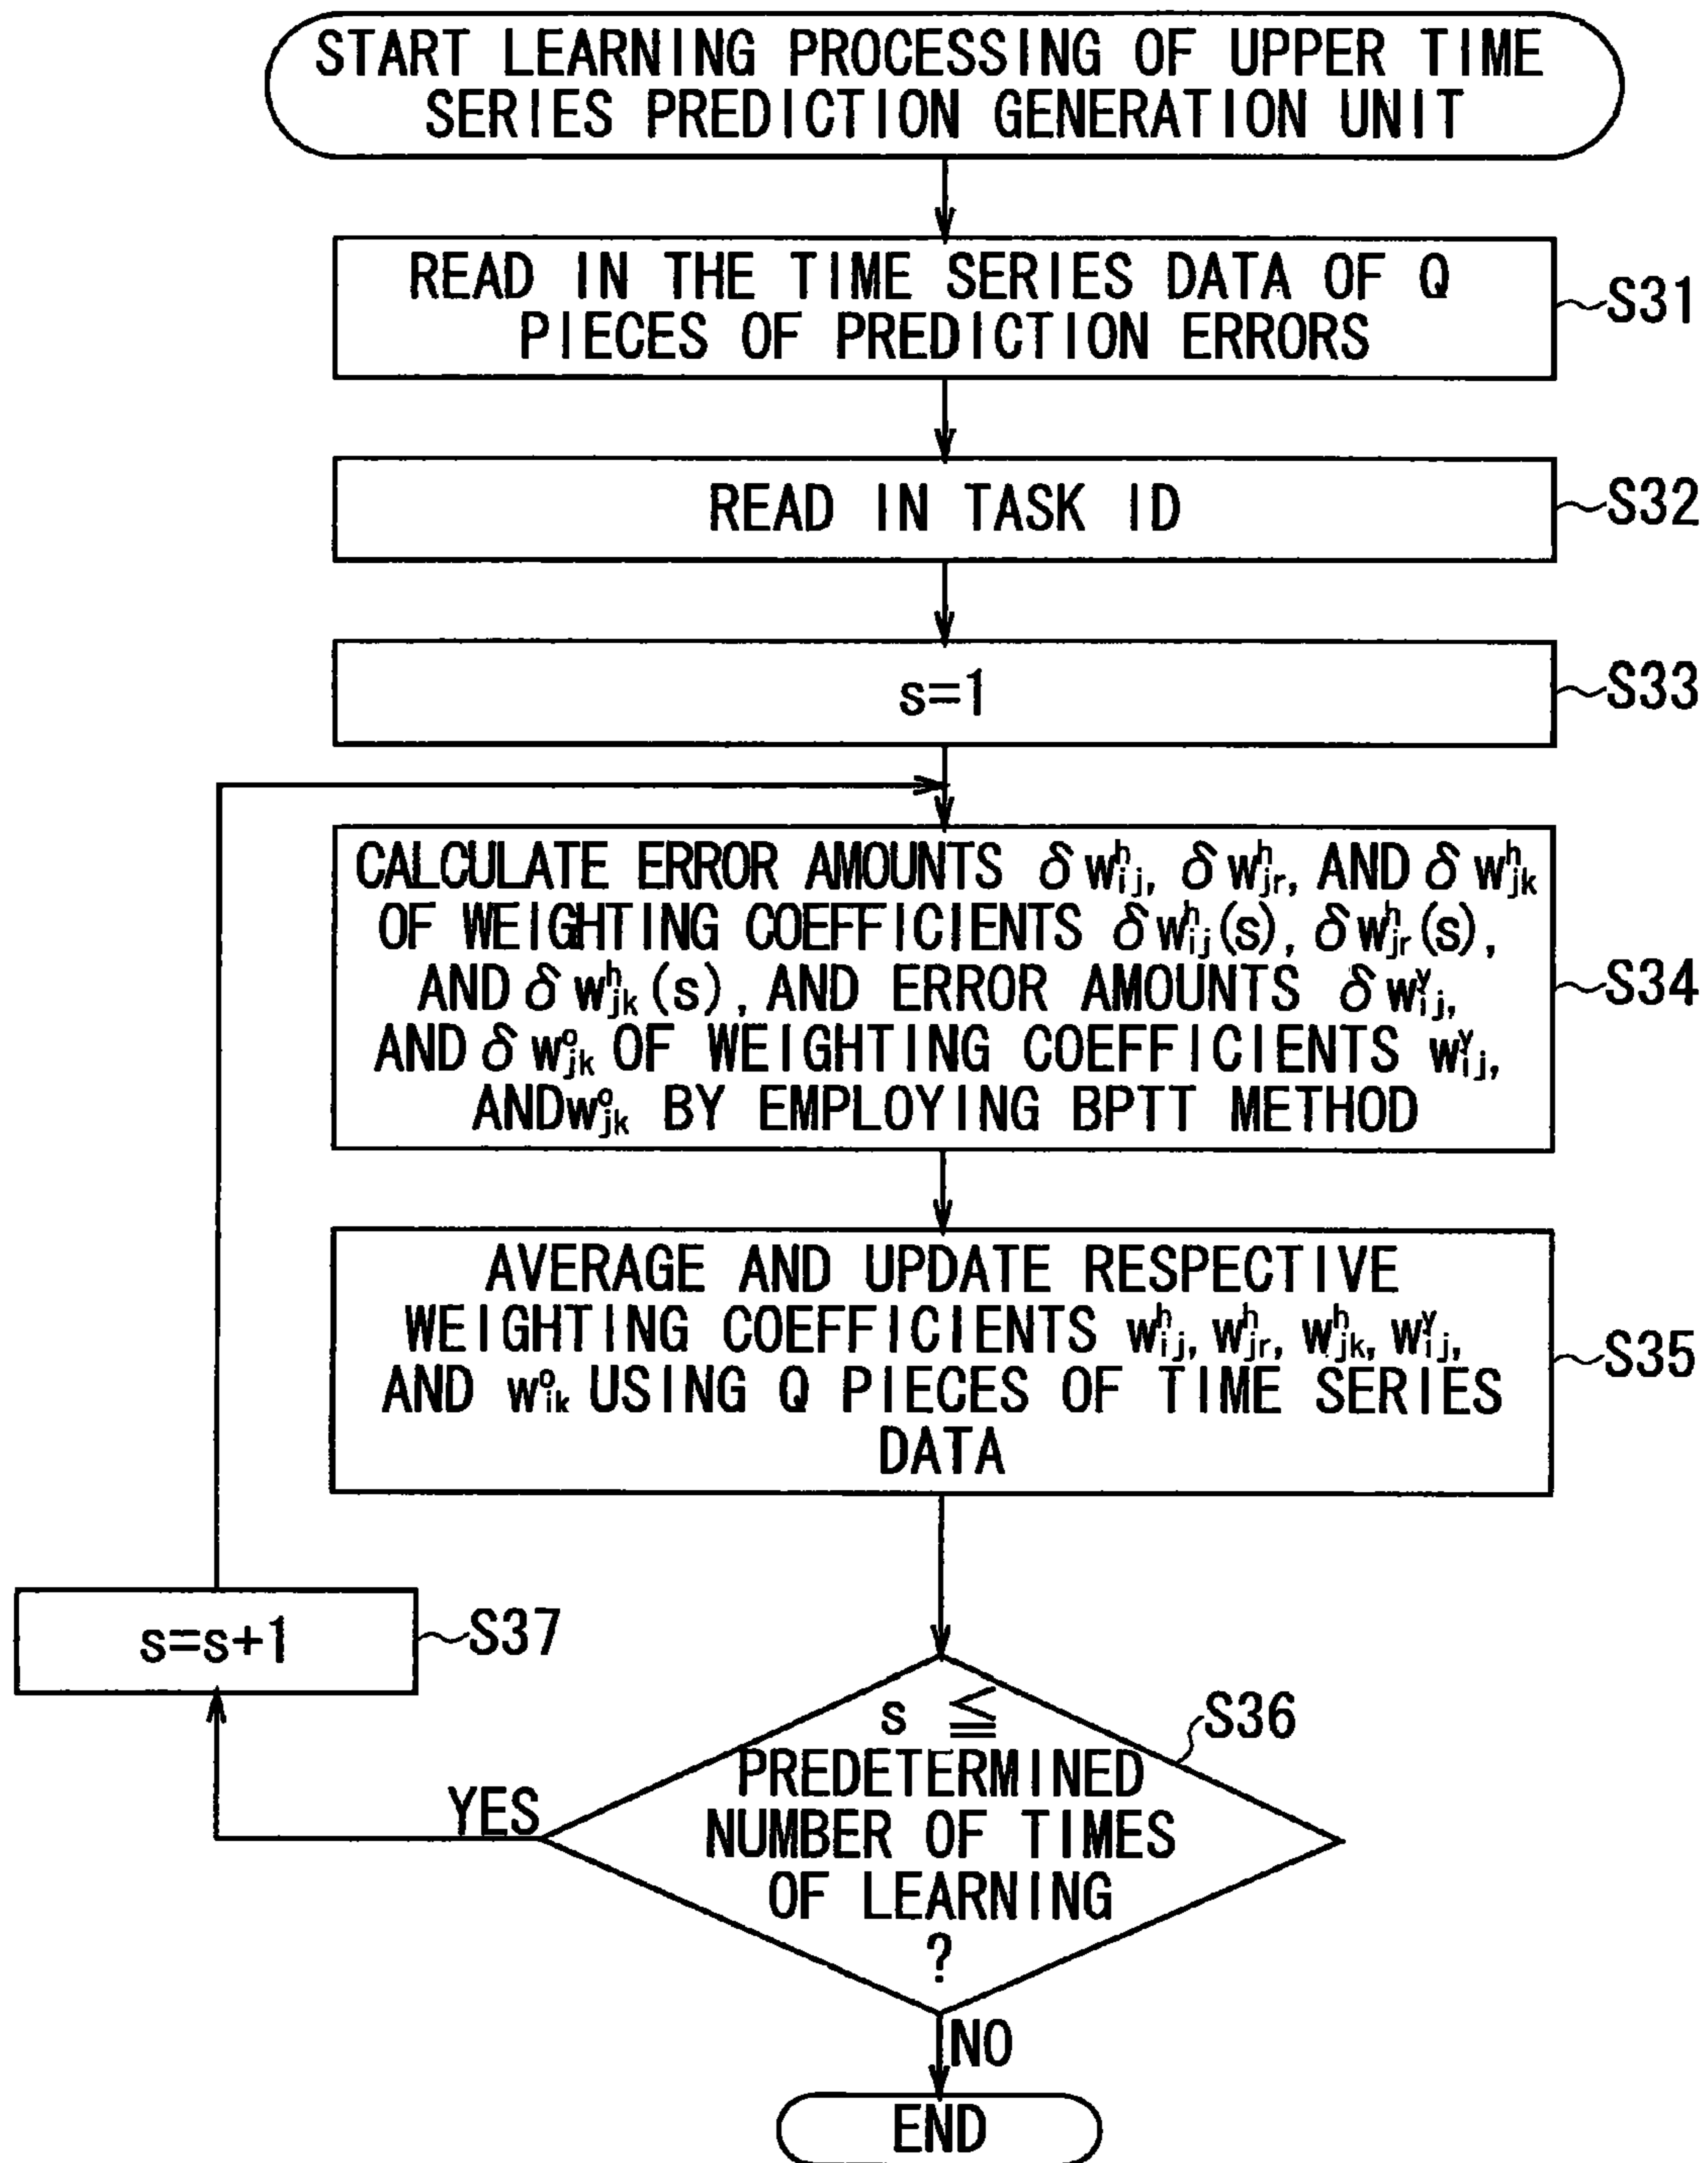 START LEARNING PROCESSING OF UPPER TIME
SERIES PREDICTION GENERATION UNIT
READ IN THE TIME SERIES DATA OF Q
PIECES OF PREDICTION ERRORS
S31
READ IN TASK ID
S32
s=1
S33
CALCULATE ERROR AMOUNTS δw^h_ij, δw^h_jr, AND δw^h_jk
OF WEIGHTING COEFFICIENTS δw^h_ij(s), δw^h_jr(s),
AND δw^h_jk(s), AND ERROR AMOUNTS δw^y_ij,
AND δw^o_jk OF WEIGHTING COEFFICIENTS w^y_ij,
ANDw^o_jk BY EMPLOYING BPTT METHOD
S34
AVERAGE AND UPDATE RESPECTIVE
WEIGHTING COEFFICIENTS w^h_ij, w^h_jr, w^h_jk, w^y_ij,
AND w^o_ik USING Q PIECES OF TIME SERIES
DATA
S35
s=s+1
S37
s ≦
PREDETERMINED
NUMBER OF TIMES
OF LEARNING
?
S36
YES
NO
END